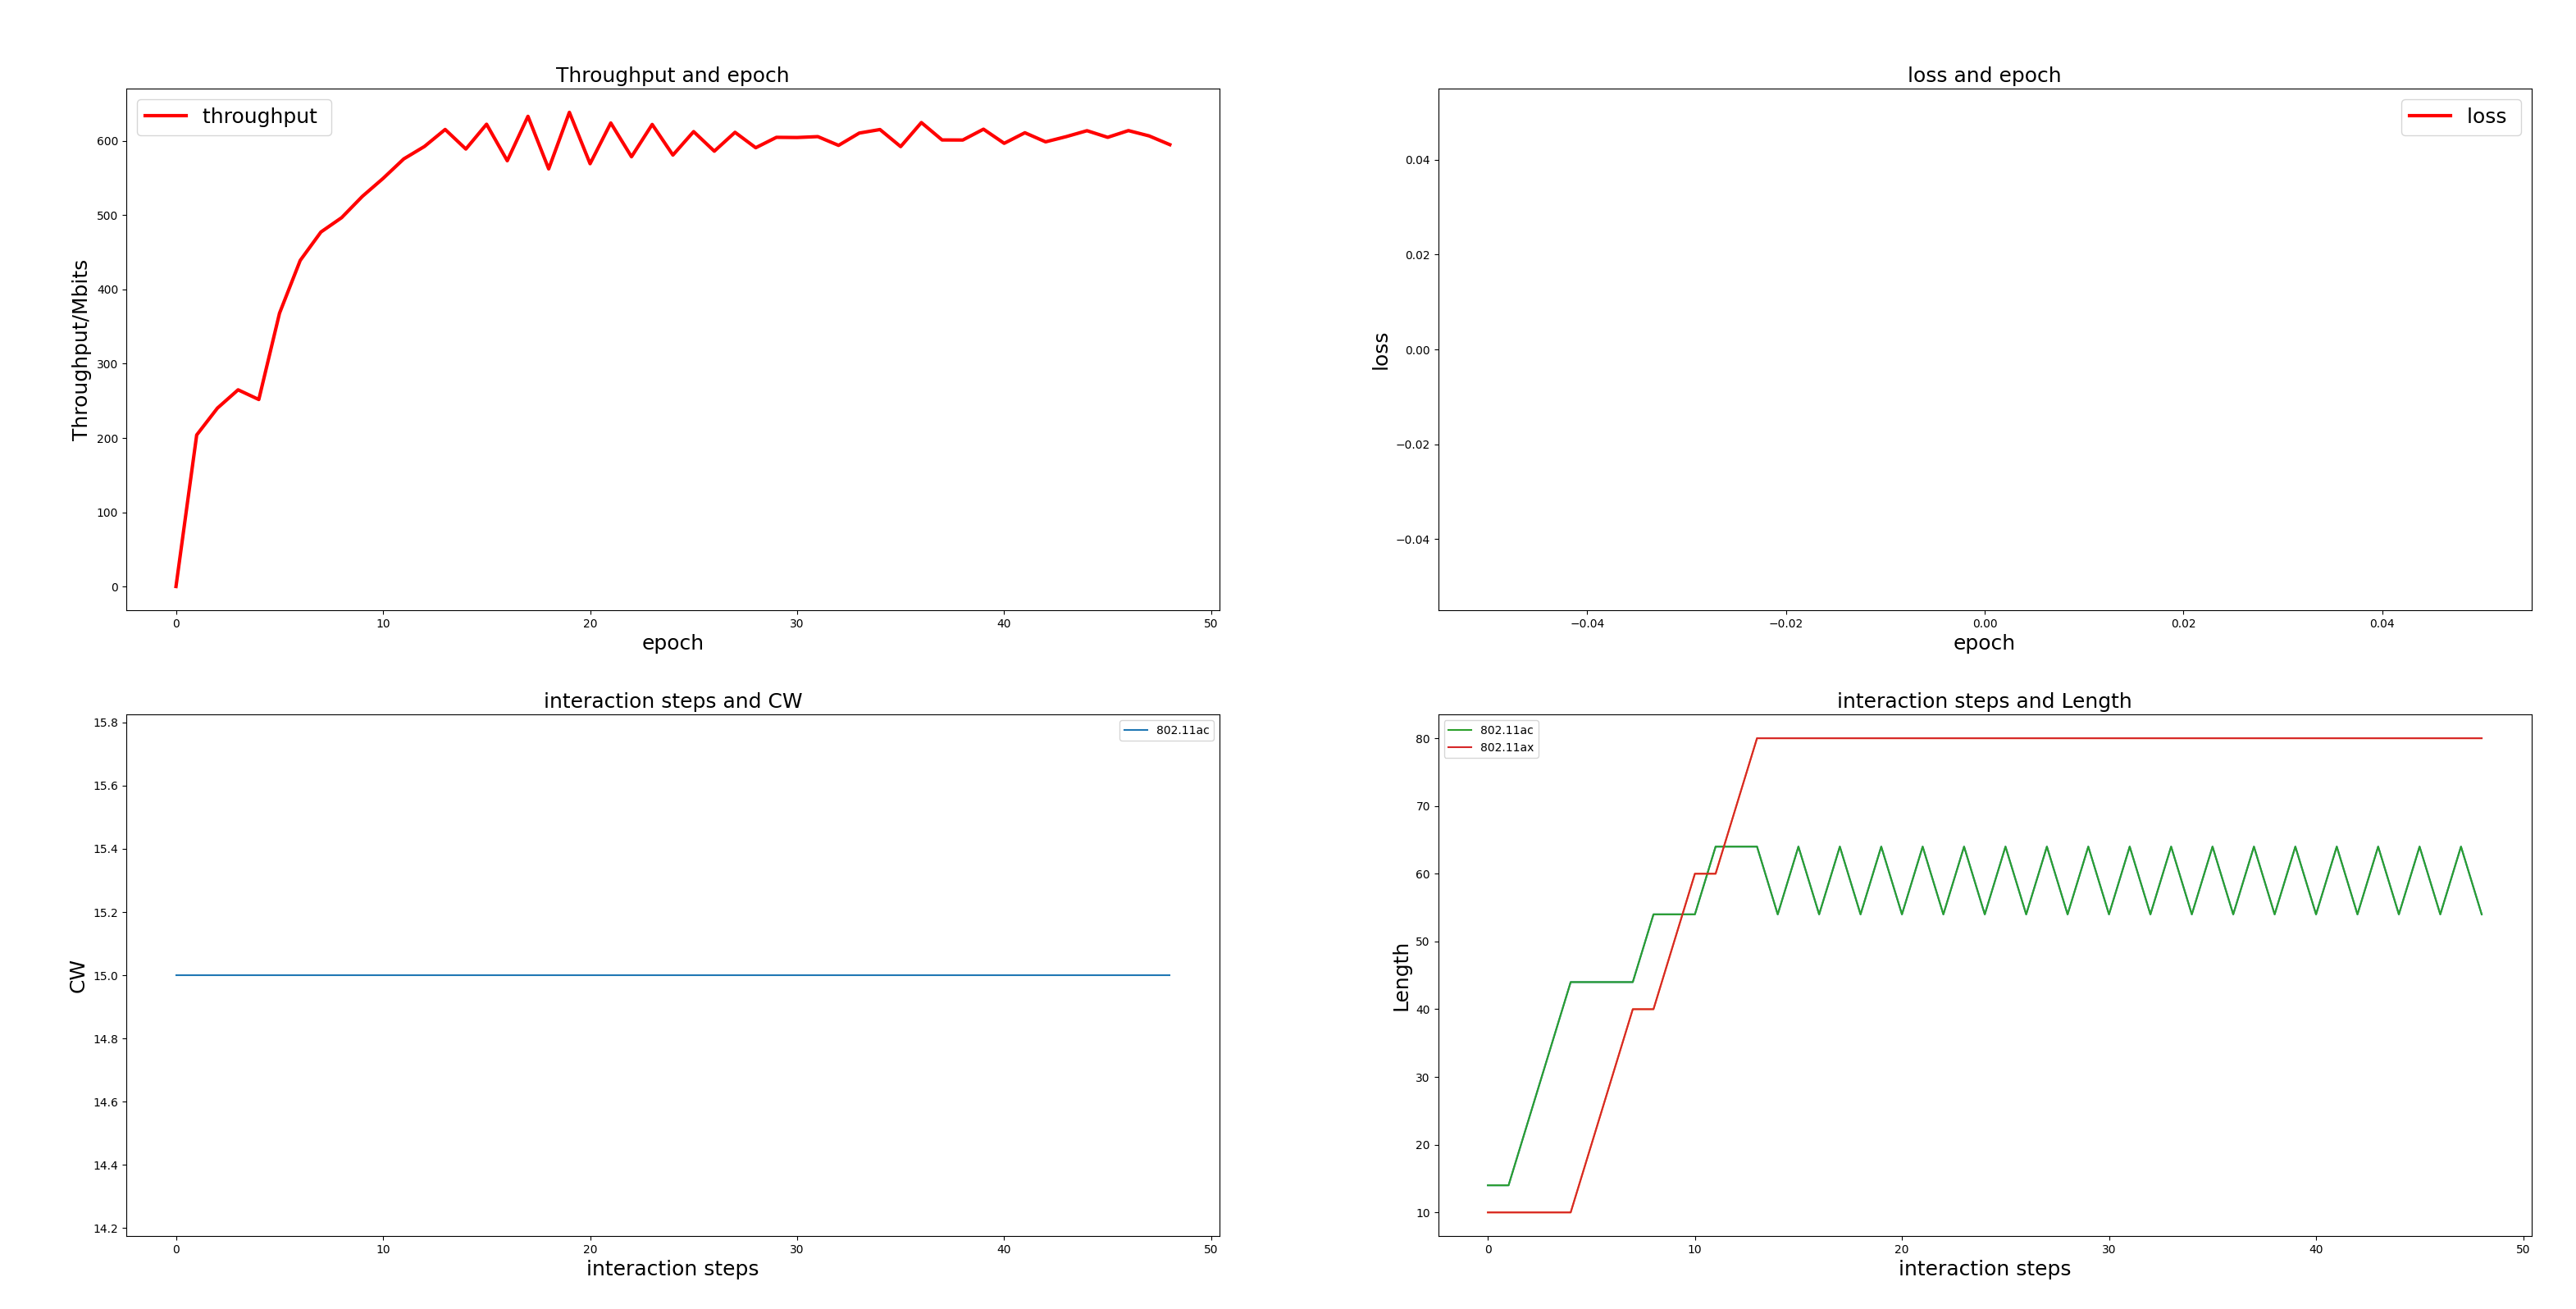 Throughput and epoch
throughput
600
500
400
300
200
100
0
Throughput/Mbits
0 10 20 30 40 50
epoch
loss and epoch
loss
0.04
0.02
0.00
−0.02
−0.04
loss
−0.04 −0.02 0.00 0.02 0.04
epoch
interaction steps and CW
802.11ac
15.8
15.6
15.4
15.2
15.0
14.8
14.6
14.4
14.2
CW
0 10 20 30 40 50
interaction steps
interaction steps and Length
802.11ac
802.11ax
80
70
60
50
40
30
20
10
Length
0 10 20 30 40 50
interaction steps